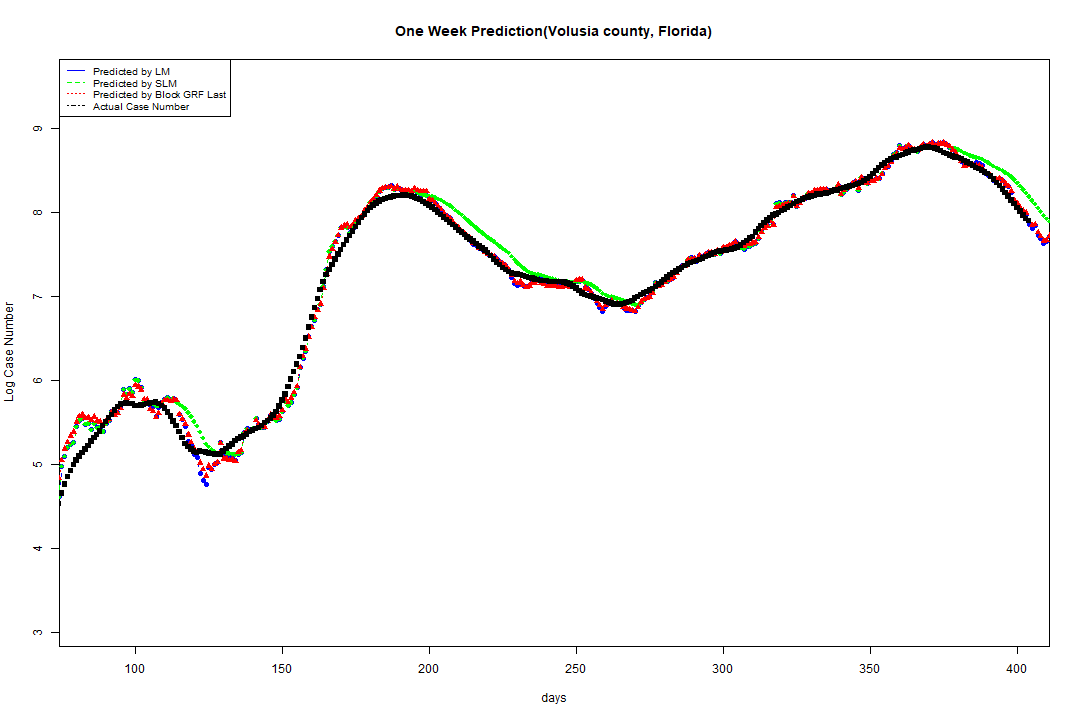 One Week Prediction(Volusia county, Florida)
Predicted by LM
Predicted by SLM
Predicted by Block GRF Last
Actual Case Number
9
8
7
6
5
4
3
Log Case Number
100 150 200 250 300 350 400
days